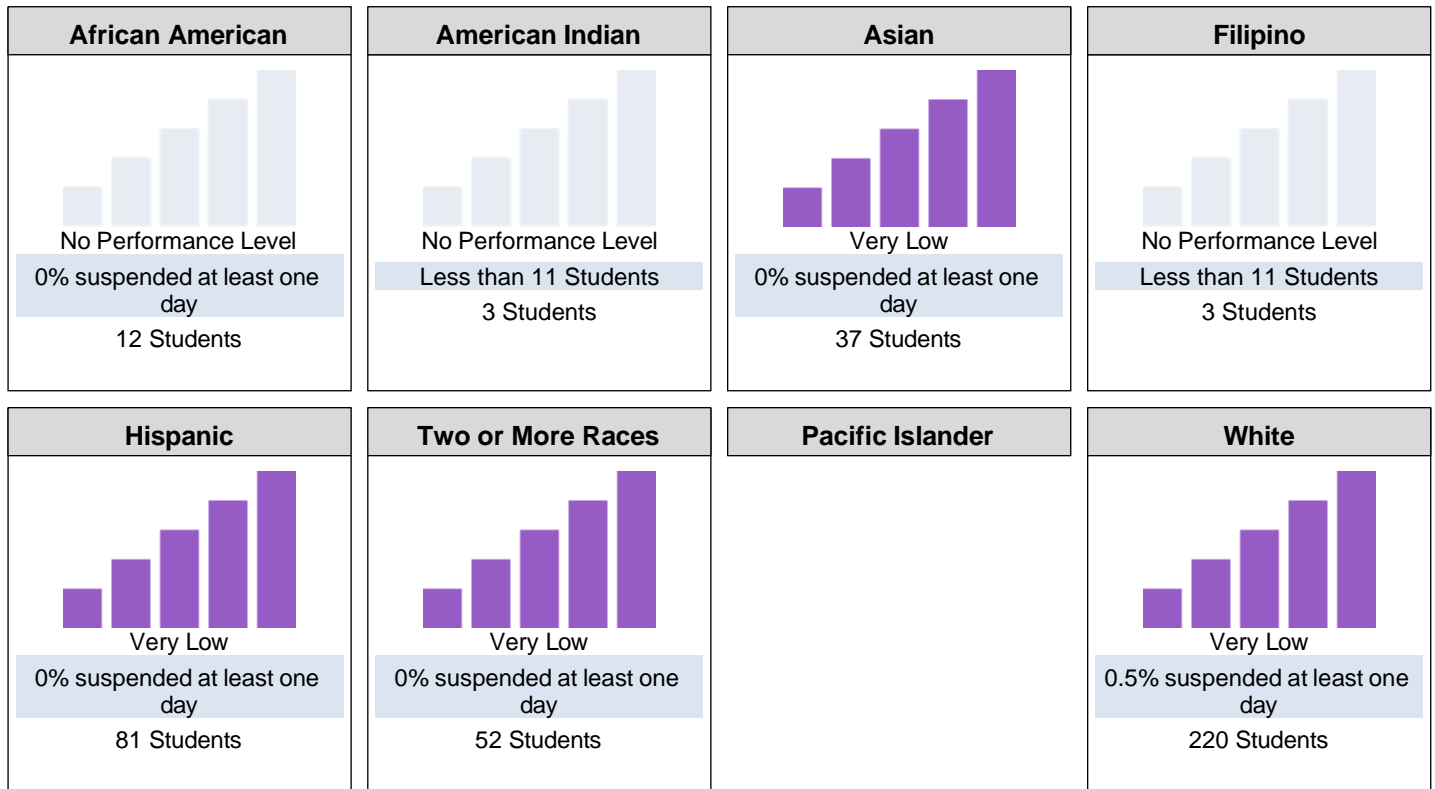 African American
No Performance Level
0% suspended at least one
day
12 Students
American Indian
No Performance Level
Less than 11 Students
3 Students
Asian
Very Low
0% suspended at least one
day
37 Students
Filipino
No Performance Level
Less than 11 Students
3 Students
Hispanic
Very Low
0% suspended at least one
day
81 Students
Two or More Races
Very Low
0% suspended at least one
day
52 Students
Pacific Islander
White
Very Low
0.5% suspended at least one
day
220 Students